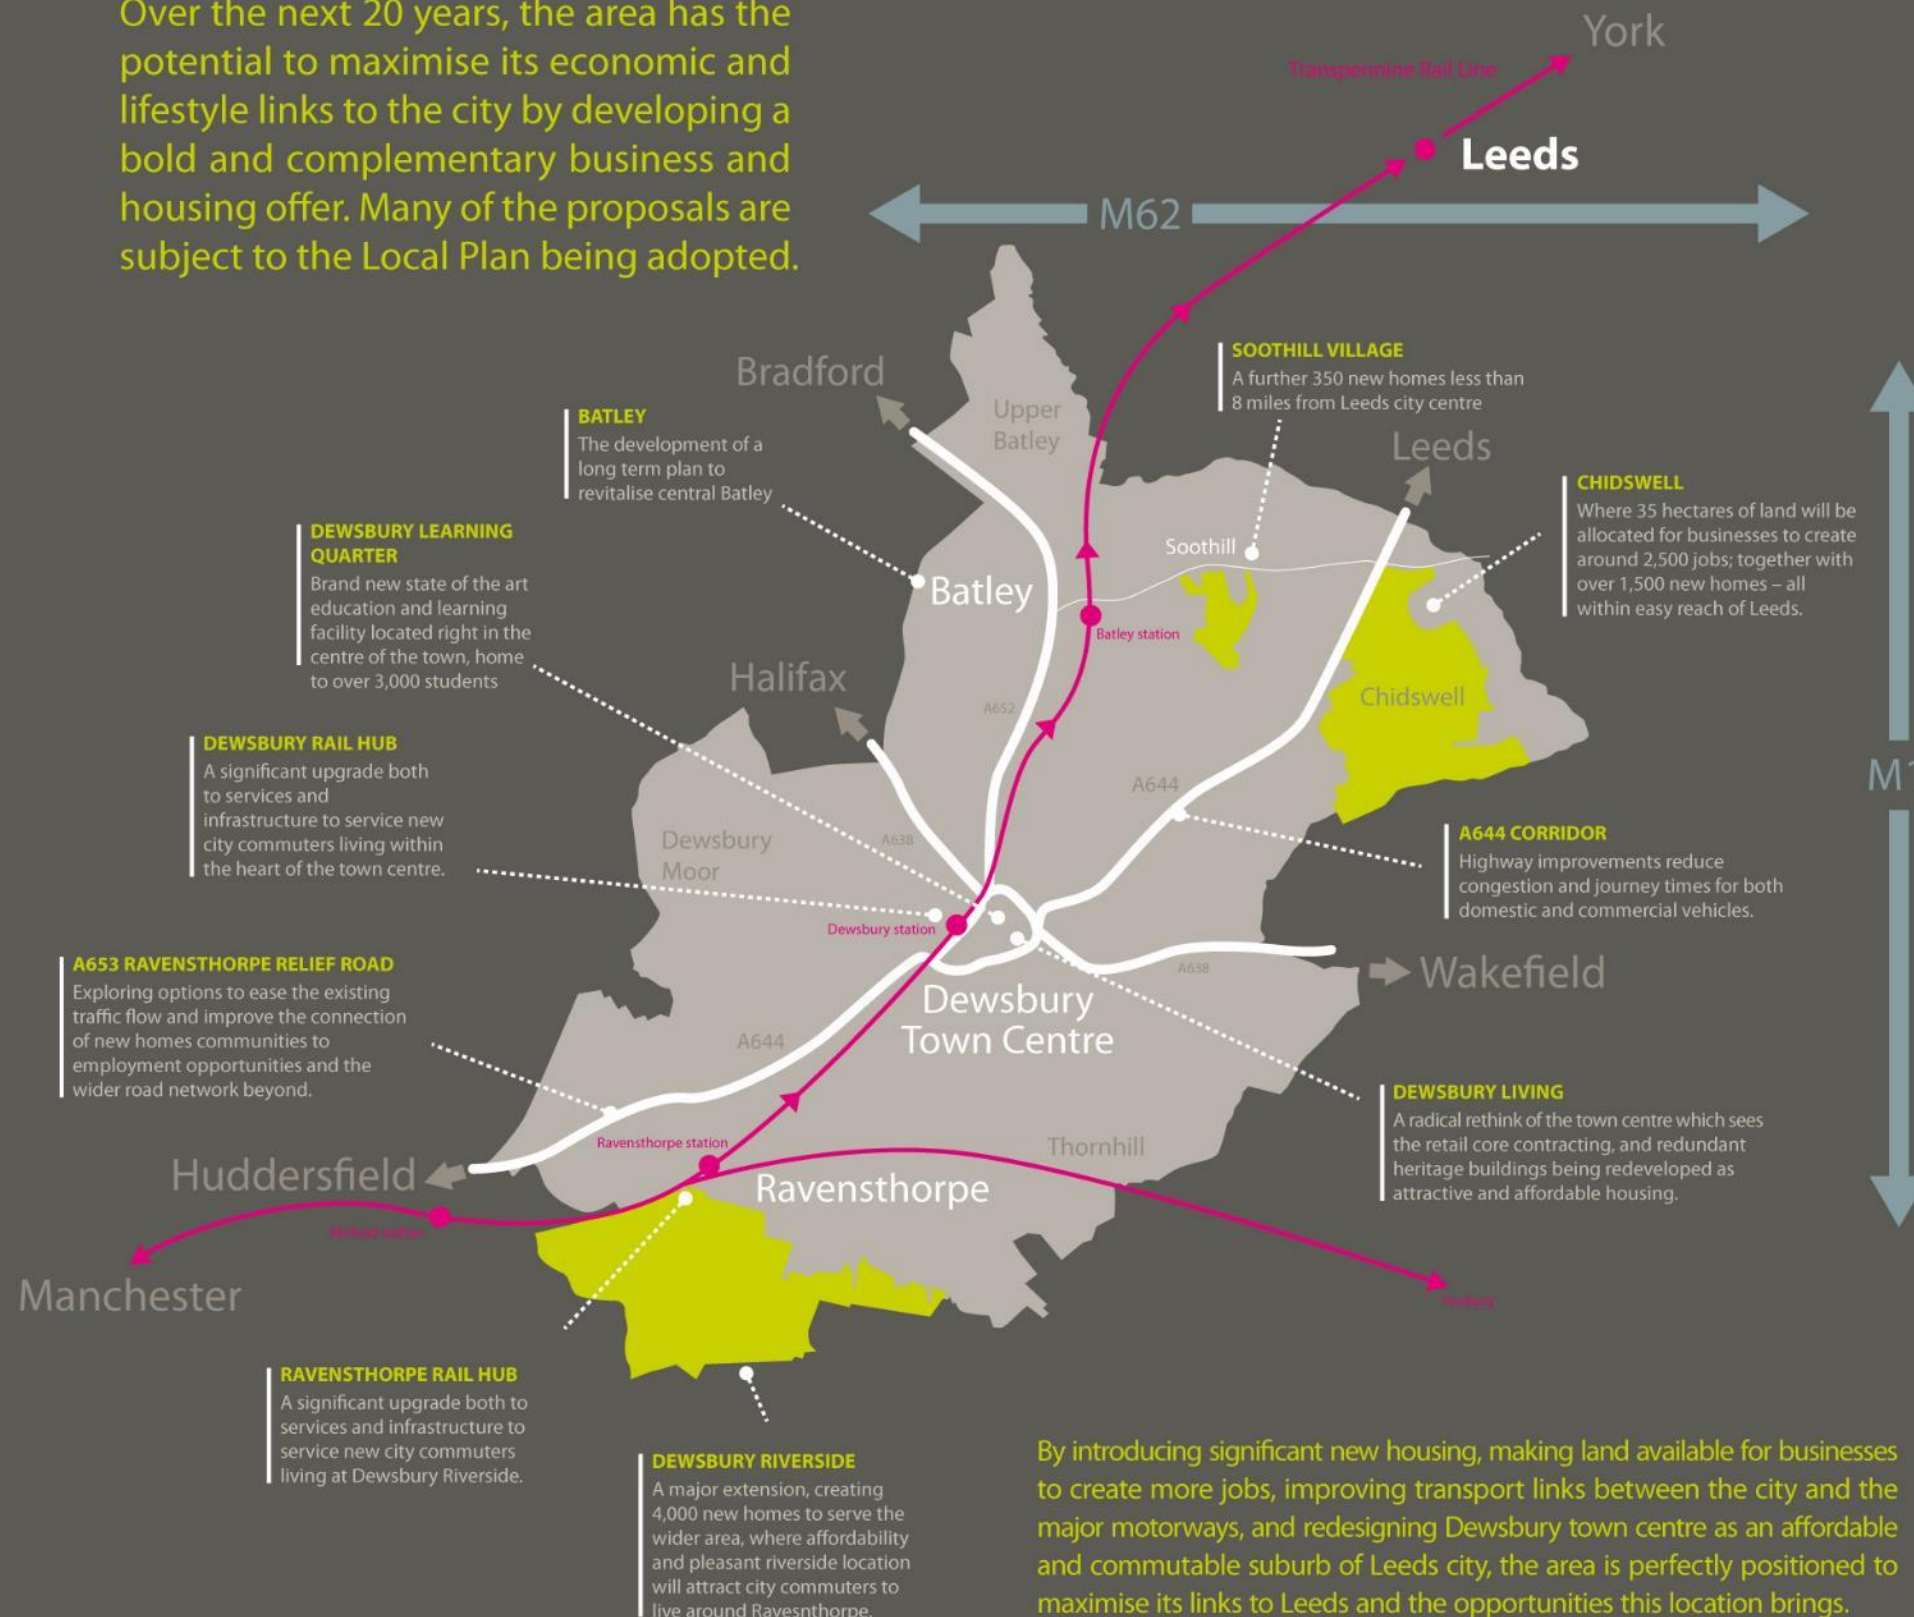 Over the next 20 years, the area has the
potential to maximise its economic and
lifestyle links to the city by developing a
bold and complementary business and
housing offer. Many of the proposals are
subject to the Local Plan being adopted.
York
Transpennine Rail Line
Leeds
M62
Bradford
Upper
Batley
SOOTHILL VILLAGE
A further 350 new homes less than
8 miles from Leeds city centre
Leeds
BATLEY
The development of a
long term plan to
revitalise central Batley
CHIDSWELL
Where 35 hectares of land will be
allocated for businesses to create
around 2,500 jobs; together with
over 1,500 new homes – all
within easy reach of Leeds.
DEWSBURY LEARNING
QUARTER
Brand new state of the art
education and learning
facility located right in the
centre of the town, home
to over 3,000 students
Soothill
Batley
Batley station
Halifax
A652
Chidswell
DEWSBURY RAIL HUB
A significant upgrade both
to services and
infrastructure to service new
city commuters living within
the heart of the town centre.
A644
Dewsbury
Moor
A638
A644 CORRIDOR
Highway improvements reduce
congestion and journey times for both
domestic and commercial vehicles.
Dewsbury station
A653 RAVENSTHORPE RELIEF ROAD
Exploring options to ease the existing
traffic flow and improve the connection
of new homes communities to
employment opportunities and the
wider road network beyond.
A638
Wakefield
Dewsbury
Town Centre
A644
DEWSBURY LIVING
A radical rethink of the town centre which sees
the retail core contracting, and redundant
heritage buildings being redeveloped as
attractive and affordable housing.
Ravensthorpe station
Thornhill
Huddersfield
Ravensthorpe
station
Manchester
RAVENSTHORPE RAIL HUB
A significant upgrade both to
services and infrastructure to
service new city commuters
living at Dewsbury Riverside.
DEWSBURY RIVERSIDE
A major extension, creating
4,000 new homes to serve the
wider area, where affordability
and pleasant riverside location
will attract city commuters to
live around Ravesnthorpe.
By introducing significant new housing, making land available for businesses
to create more jobs, improving transport links between the city and the
major motorways, and redesigning Dewsbury town centre as an affordable
and commutable suburb of Leeds city, the area is perfectly positioned to
maximise its links to Leeds and the opportunities this location brings.